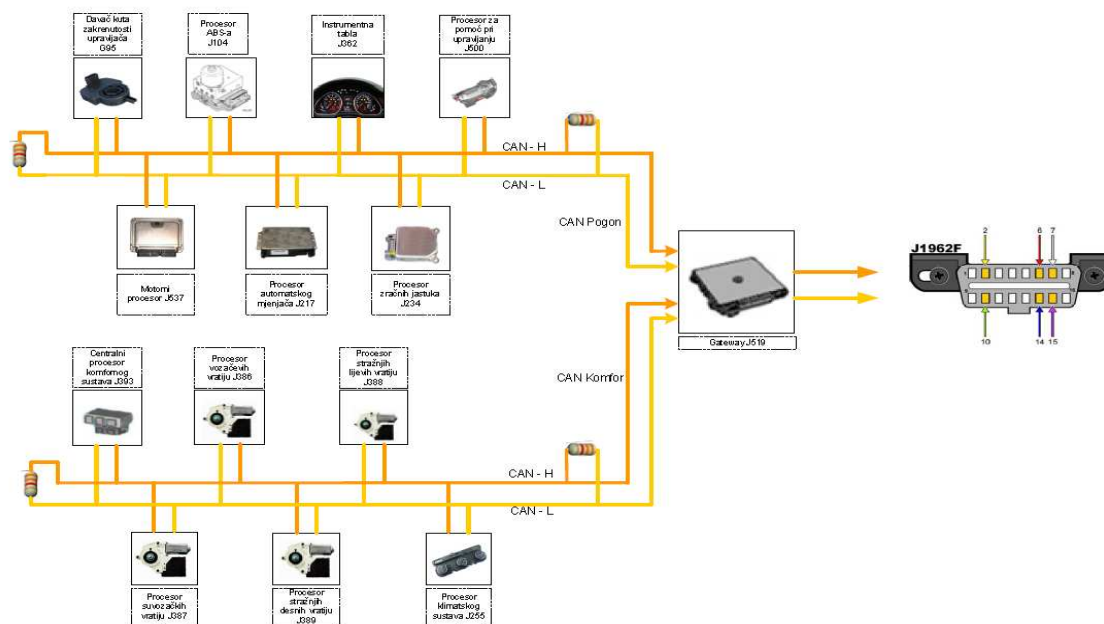 Davač kuta
zakrenutosti
upravljača
G95
Procesor
ABS-a
J104
Instrumentna
tabla
J362
Procesor za
pomoć pri
upravljanju
J500
CAN - H
CAN - L
Motorni
procesor J537
Procesor
automatskog
mjenjača J217
Procesor
zračnih jastuka
J234
CAN Pogon
Gateway J519
J1962F
2
6
7
10
14
15
Centralni
procesor
komfornog
sustava J393
Procesor
vozačevih
vratiju J386
Procesor
stražnjih
lijevih vratiju
J388
CAN Komfor
CAN - H
CAN - L
Procesor
suvozačkih
vratiju J387
Procesor
stražnjih
desnih vratiju
J389
Procesor
klimatskog
sustava J255